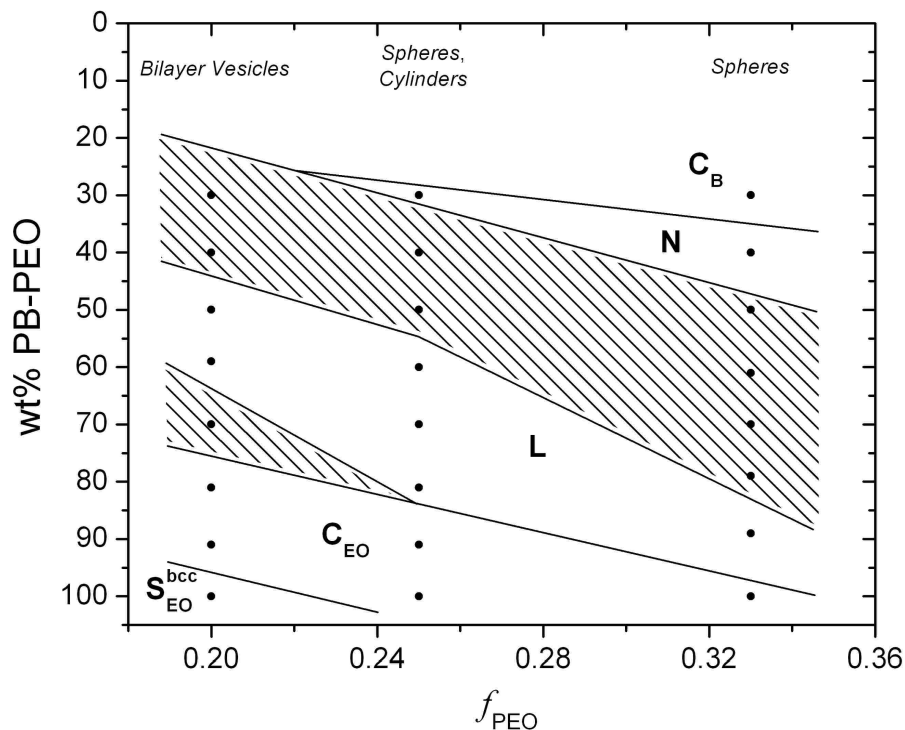 0
10
20
30
40
50
60
70
80
90
100
wt% PB-PEO
Bilayer Vesicles
Spheres,
Cylinders
Spheres
C_B
N
L
C_EO
S_EO^bcc
0.20
0.24
0.28
0.32
0.36
f_PEO